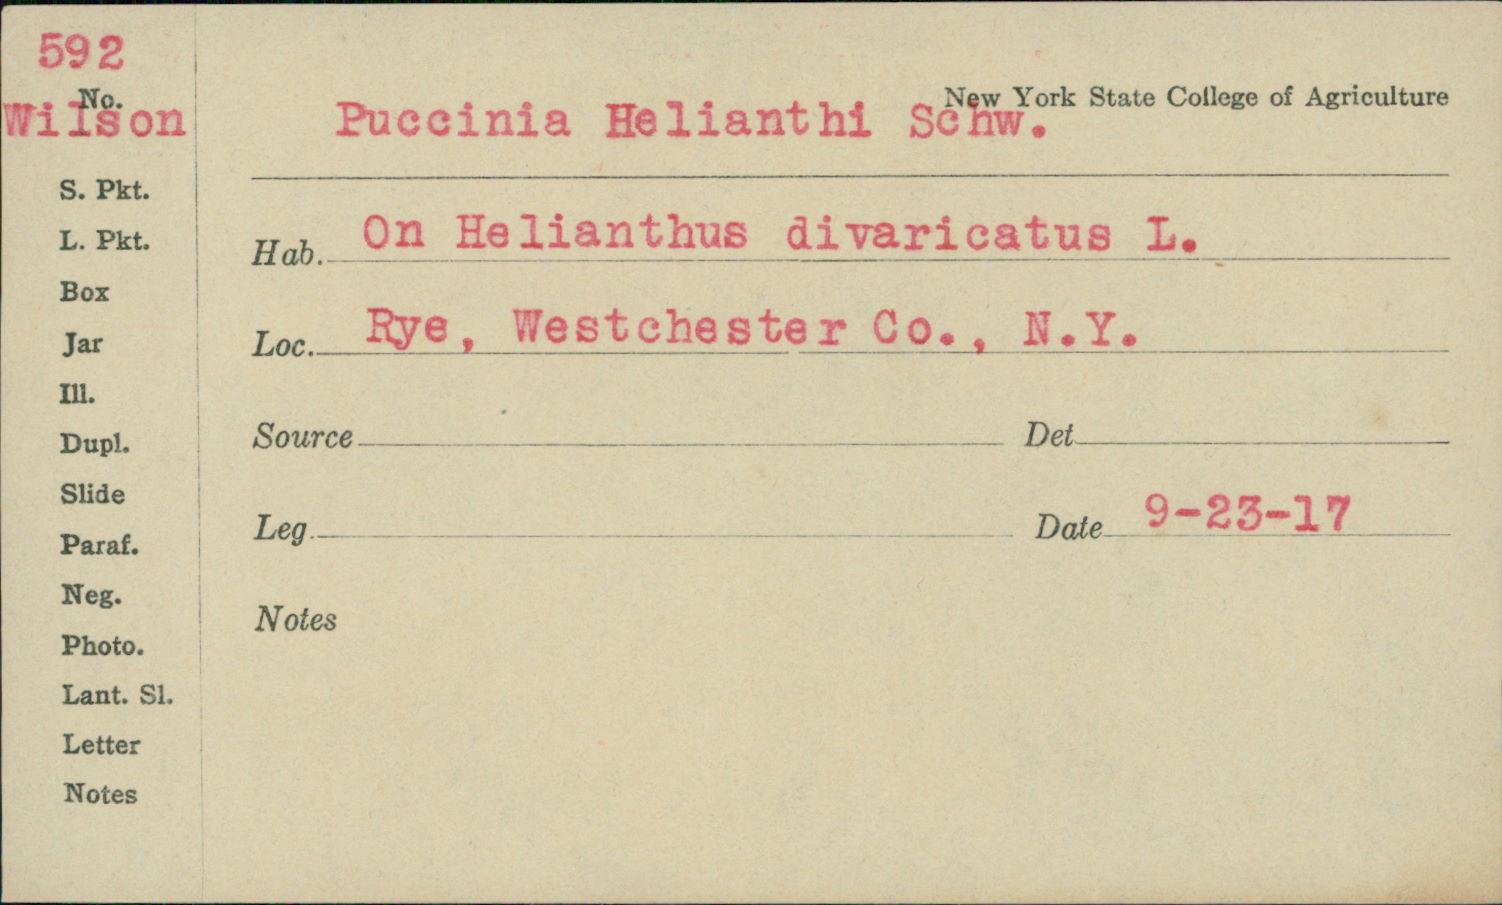 592
No.
Wilson
New York State College of Agriculture
Puccinia Helianthi Schw.
Hab. On Helianthus divaricatus L.
Loc. Rye, Westchester Co., N.Y.
Source Det
Leg. Date 9-23-17
Notes
S. Pkt.
L. Pkt.
Box
Jar
Ill.
Dupl.
Slide
Paraf.
Neg.
Photo.
Lant. Sl.
Letter
Notes